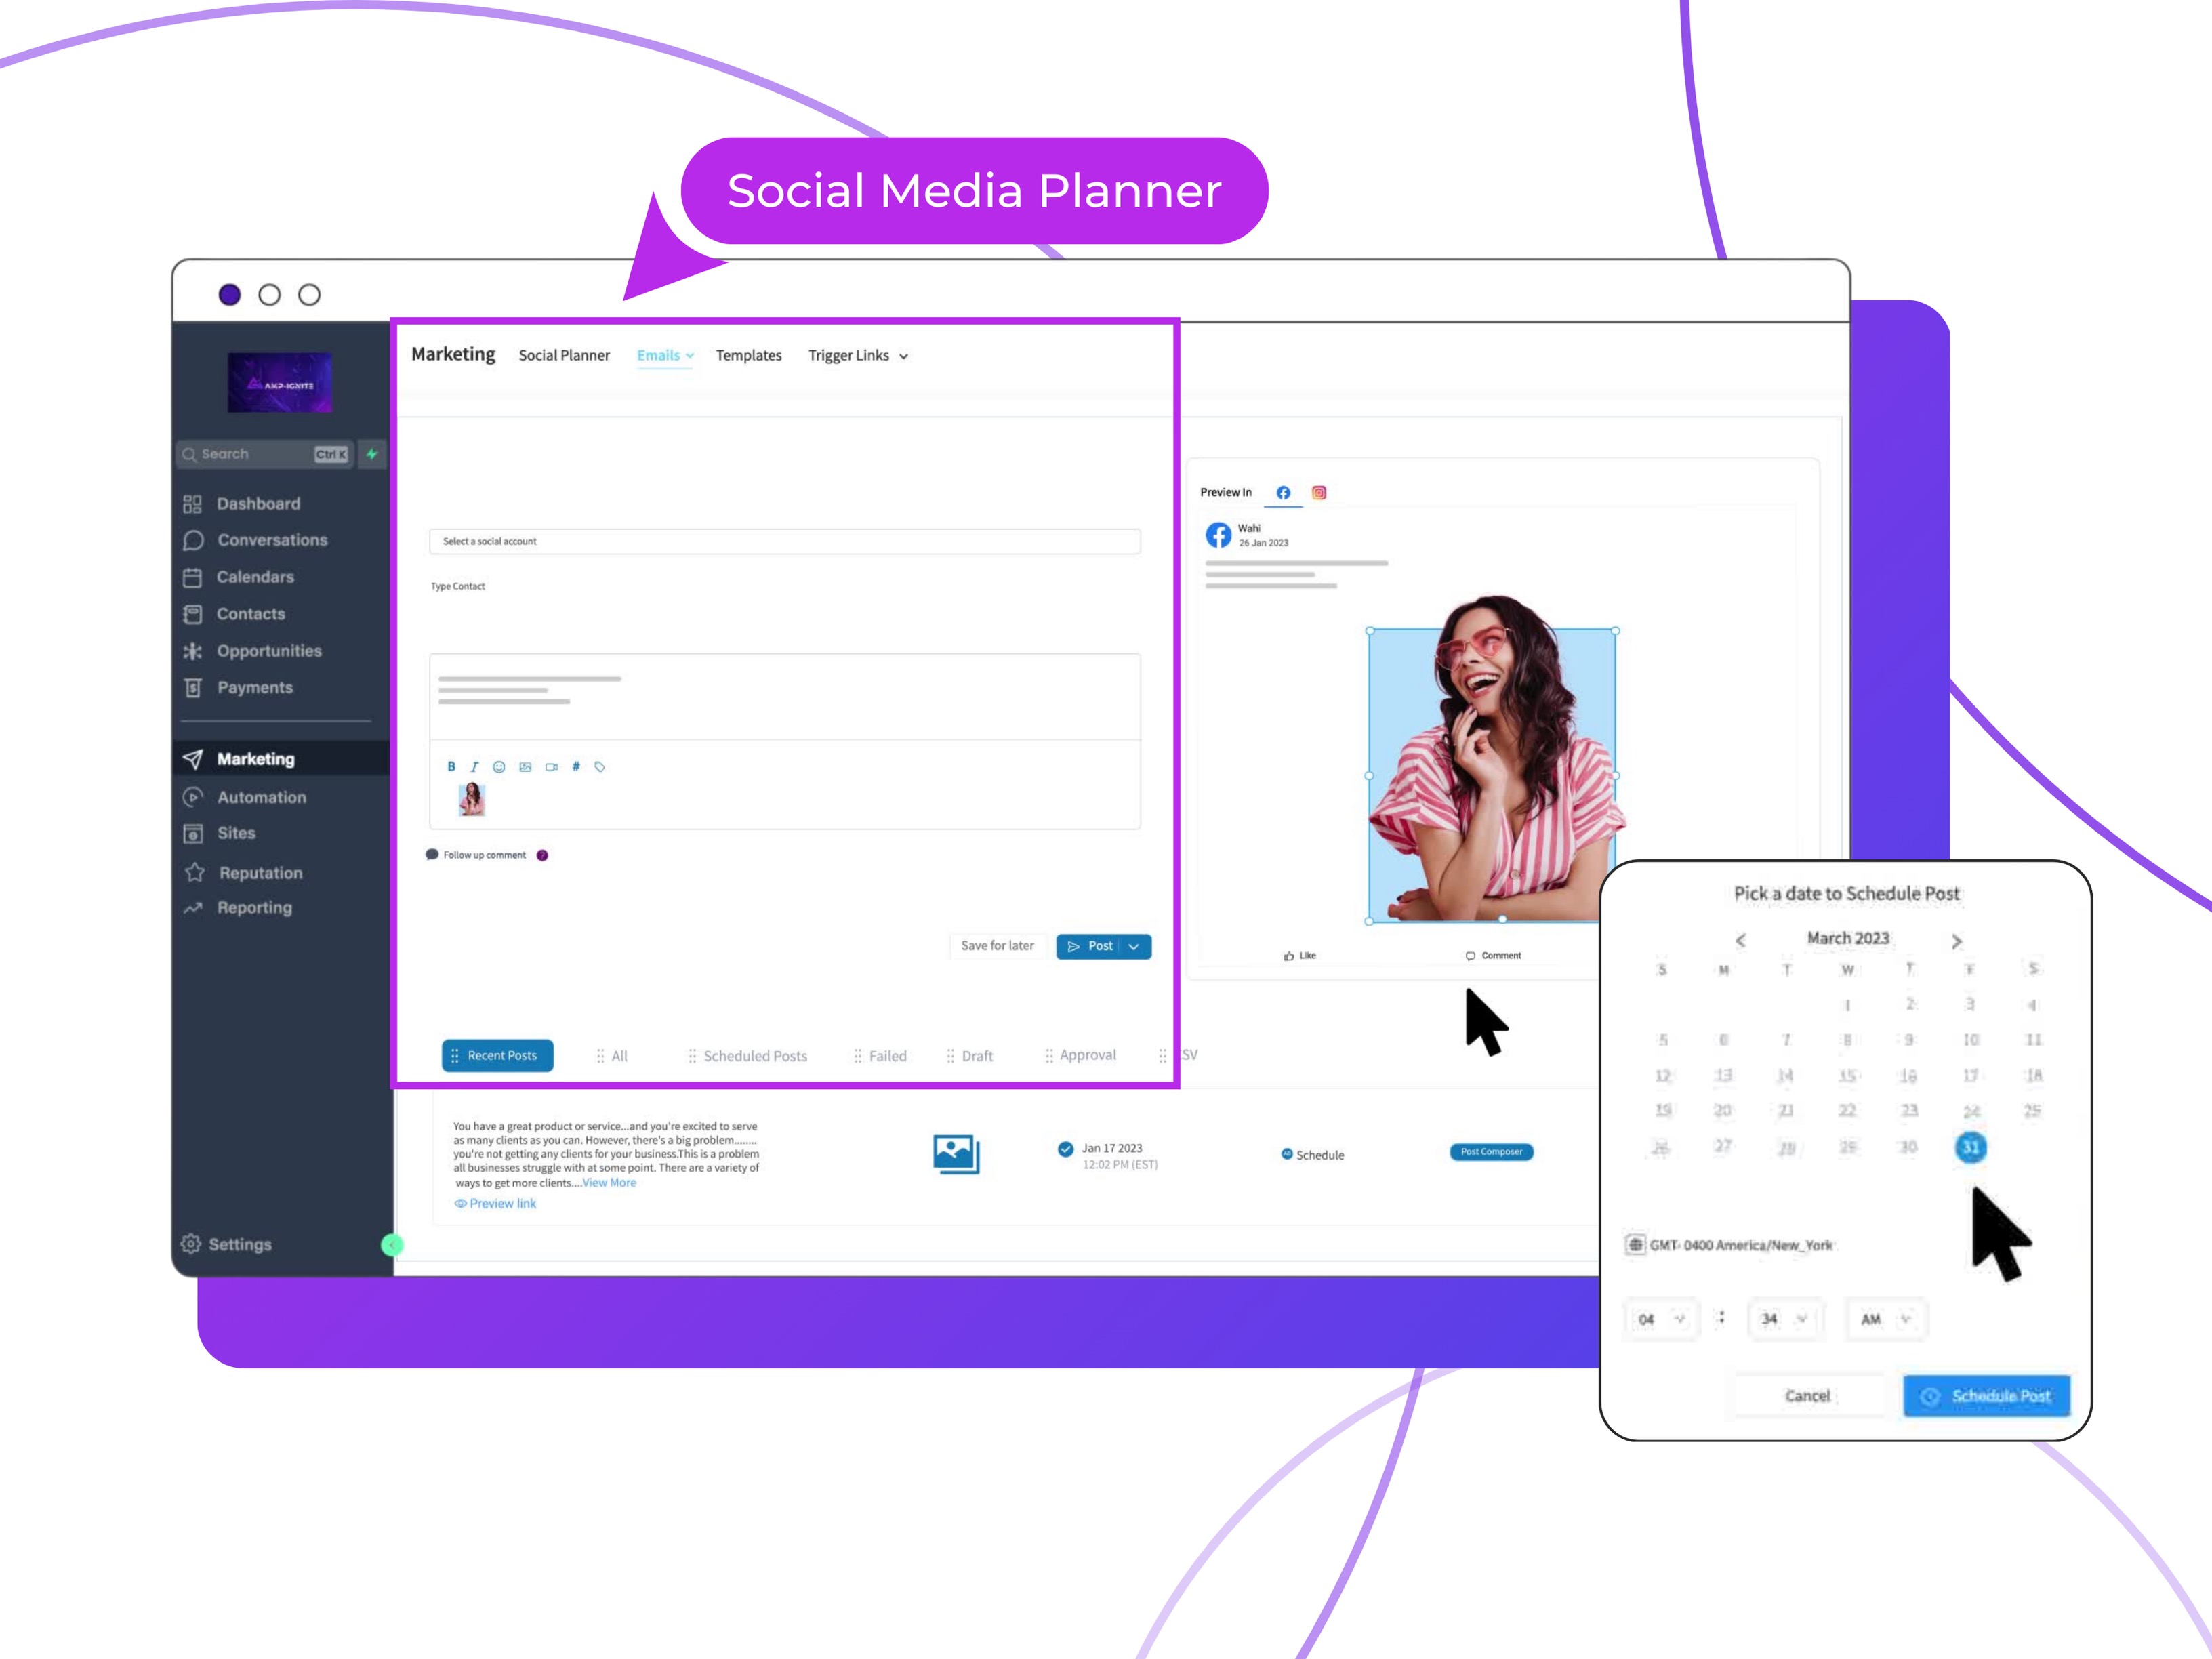 Social Media Planner
AMP-IGNITE
Search Ctrl K
Dashboard
Conversations
Calendars
Contacts
Opportunities
Payments
Marketing
Automation
Sites
Reputation
Reporting
Settings
Marketing Social Planner Emails Templates Trigger Links
Select a social account
Type Contact
B I #
Follow up comment ?
Save for later Post
Preview In
Wahi
26 Jan 2023
Like Comment
Recent Posts All Scheduled Posts Failed Draft Approval SV
You have a great product or service...and you're excited to serve
as many clients as you can. However, there's a big problem........
you're not getting any clients for your business.This is a problem
all businesses struggle with at some point. There are a variety of
ways to get more clients....View More
Preview link
Jan 17 2023
12:02 PM (EST)
Schedule
Post Composer
Pick a date to Schedule Post
March 2023
S M T W T F S
1 2 3 4
5 6 7 8 9 10 11
12 13 14 15 16 17 18
19 20 21 22 23 24 25
26 27 29 30 31
GMT- 0400 America/New_York
04 : 34 AM
Cancel Schedule Post